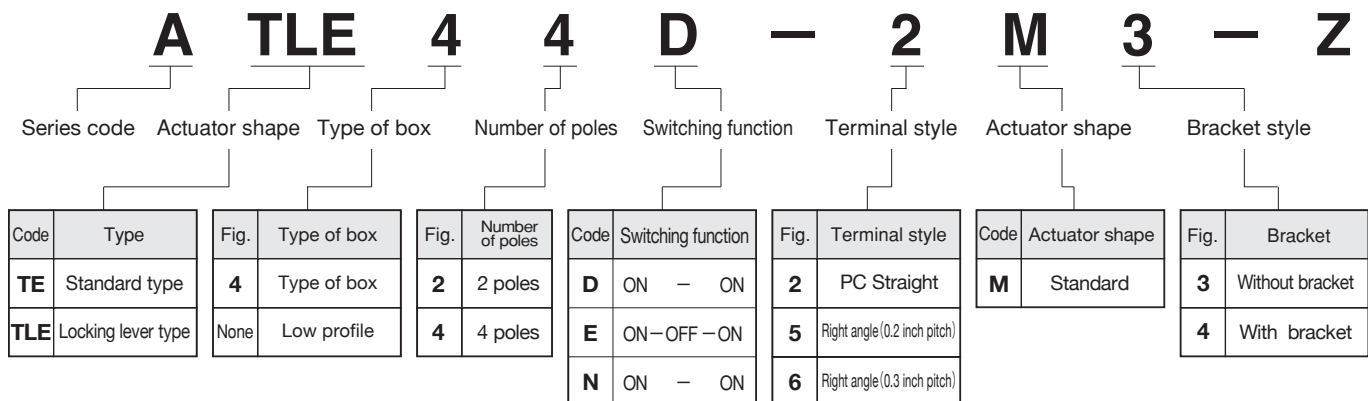 A TLE 4 4 D － 2 M 3 － Z
Series code Actuator shape Type of box Number of poles Switching function Terminal style Actuator shape Bracket style
Code Type
TE Standard type
TLE Locking lever type
Fig. Type of box
4 Type of box
None Low profile
Fig. Number of poles
2 2 poles
4 4 poles
Code Switching function
D ON － ON
E ON－OFF－ON
N ON － ON
Fig. Terminal style
2 PC Straight
5 Right angle(0.2 inch pitch)
6 Right angle(0.3 inch pitch)
Code Actuator shape
M Standard
Fig. Bracket
3 Without bracket
4 With bracket